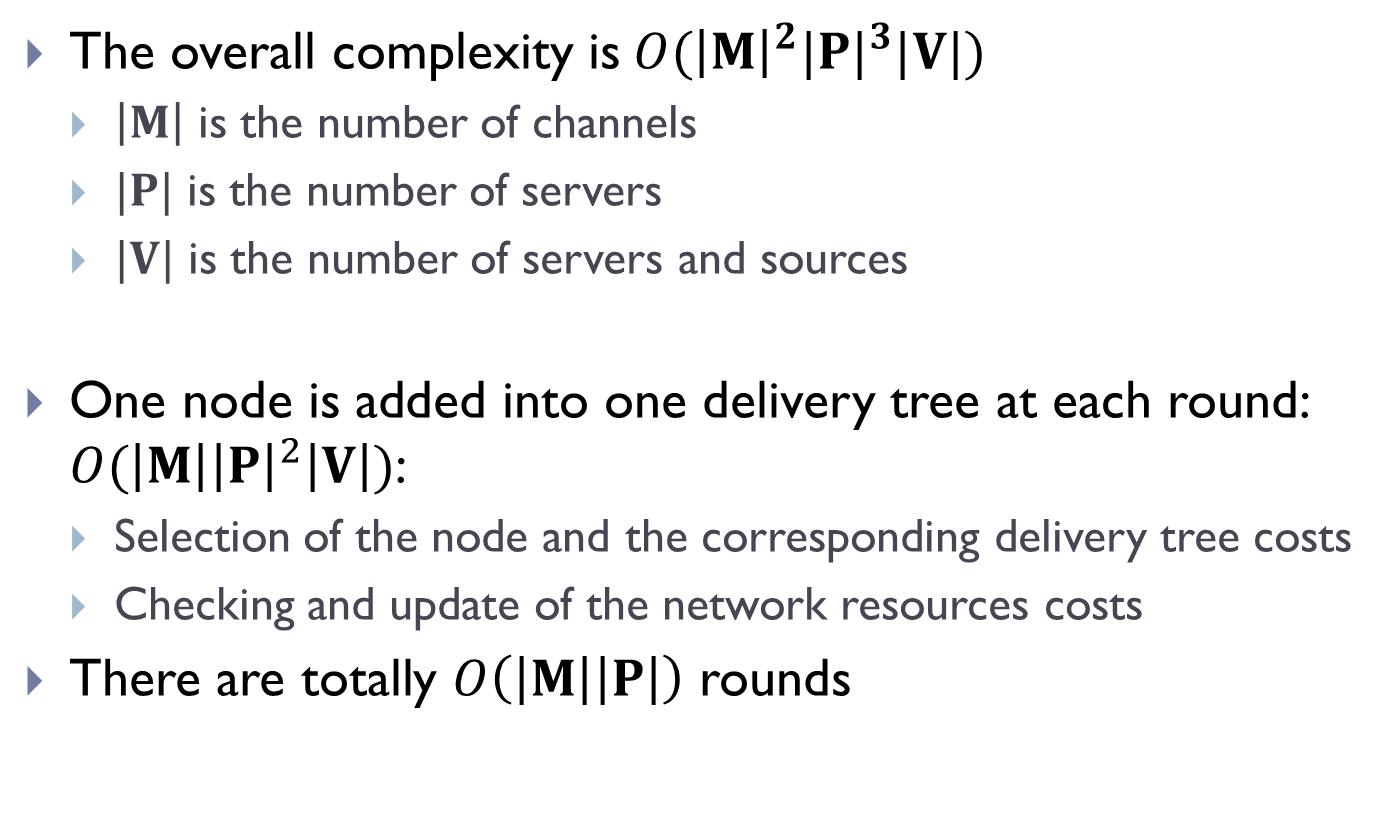 The overall complexity is O(|M|²|P|³|V|)
|M| is the number of channels
|P| is the number of servers
|V| is the number of servers and sources
One node is added into one delivery tree at each round:
O(|M||P|²|V|):
Selection of the node and the corresponding delivery tree costs
Checking and update of the network resources costs
There are totally O(|M||P|) rounds